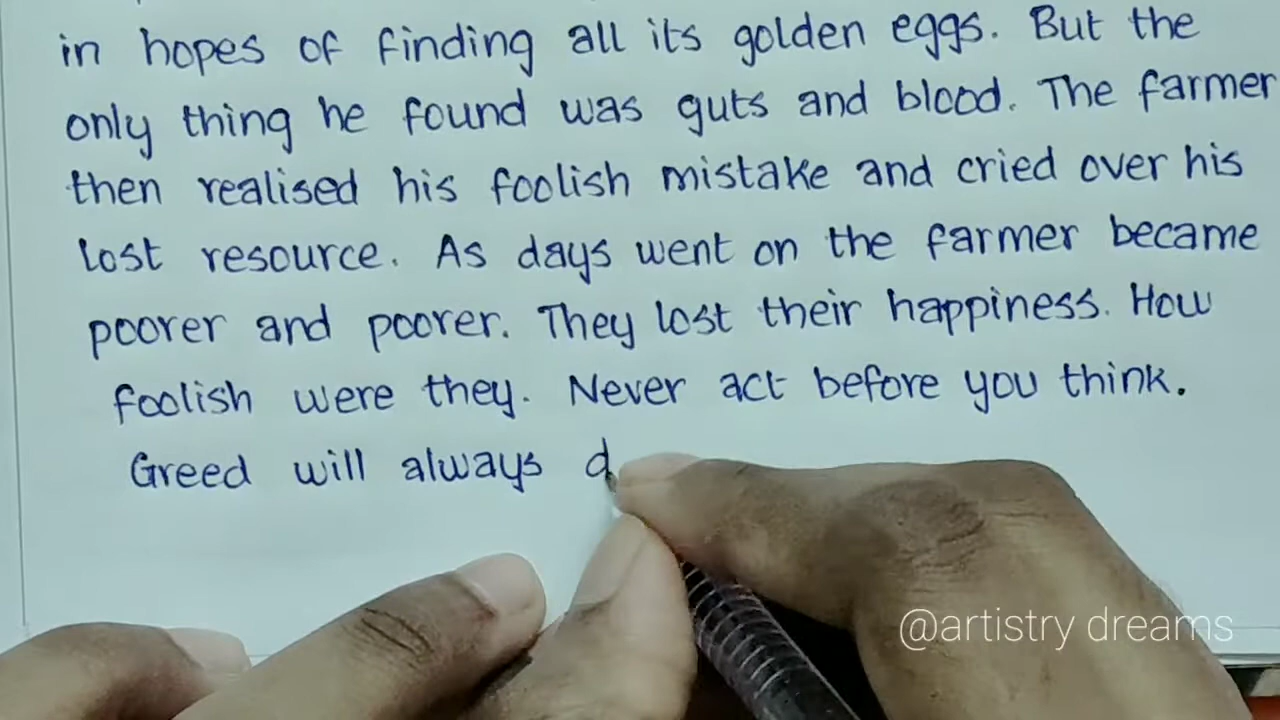 in hopes of finding all its golden eggs. But the
only thing he found was guts and blood. The farmer
then realised his foolish mistake and cried over his
lost resource. As days went on the farmer became
poorer and poorer. They lost their happiness. How
foolish were they. Never act before you think.
Greed will always d
@artistry dreams